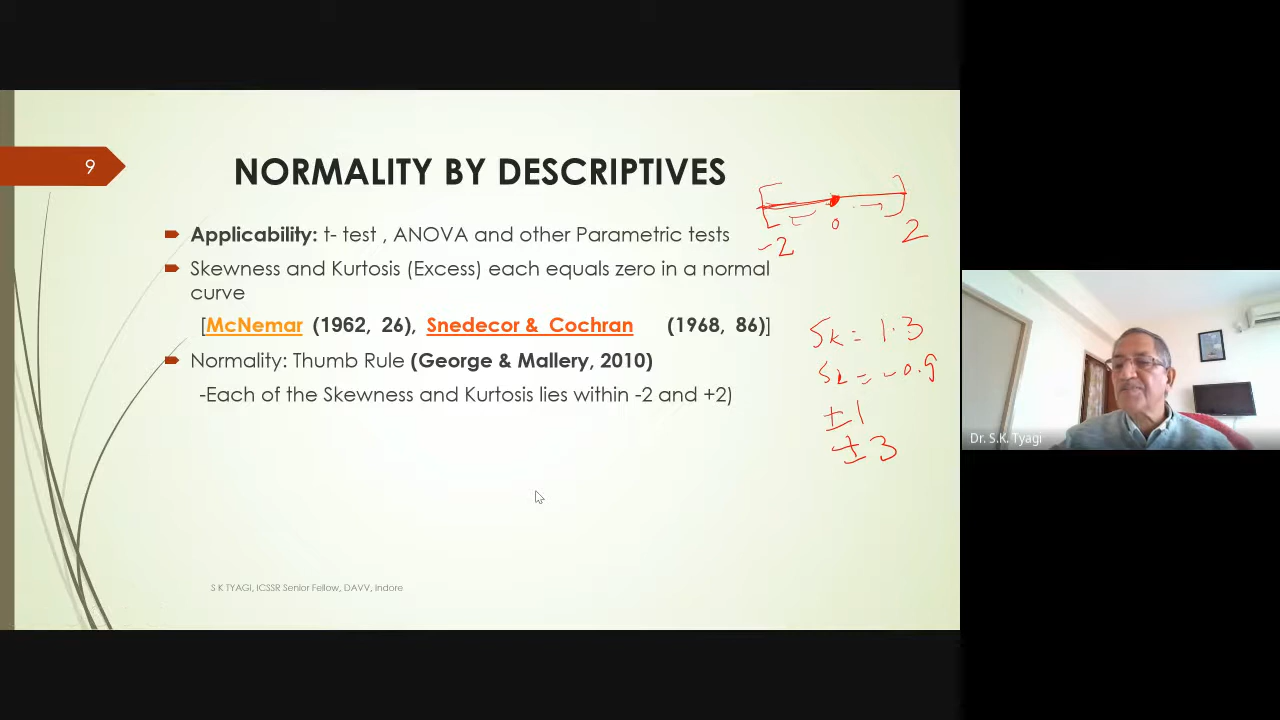 9
NORMALITY BY DESCRIPTIVES
Applicability: t- test , ANOVA and other Parametric tests
Skewness and Kurtosis (Excess) each equals zero in a normal
curve
[McNemar (1962, 26), Snedecor & Cochran (1968, 86)]
Normality: Thumb Rule (George & Mallery, 2010)
-Each of the Skewness and Kurtosis lies within -2 and +2)
-2 0 2
Sk = 1.3
Sk = -0.9
±1
±3
Dr. S.K. Tyagi
S K TYAGI, ICSSR Senior Fellow, DAVV, Indore